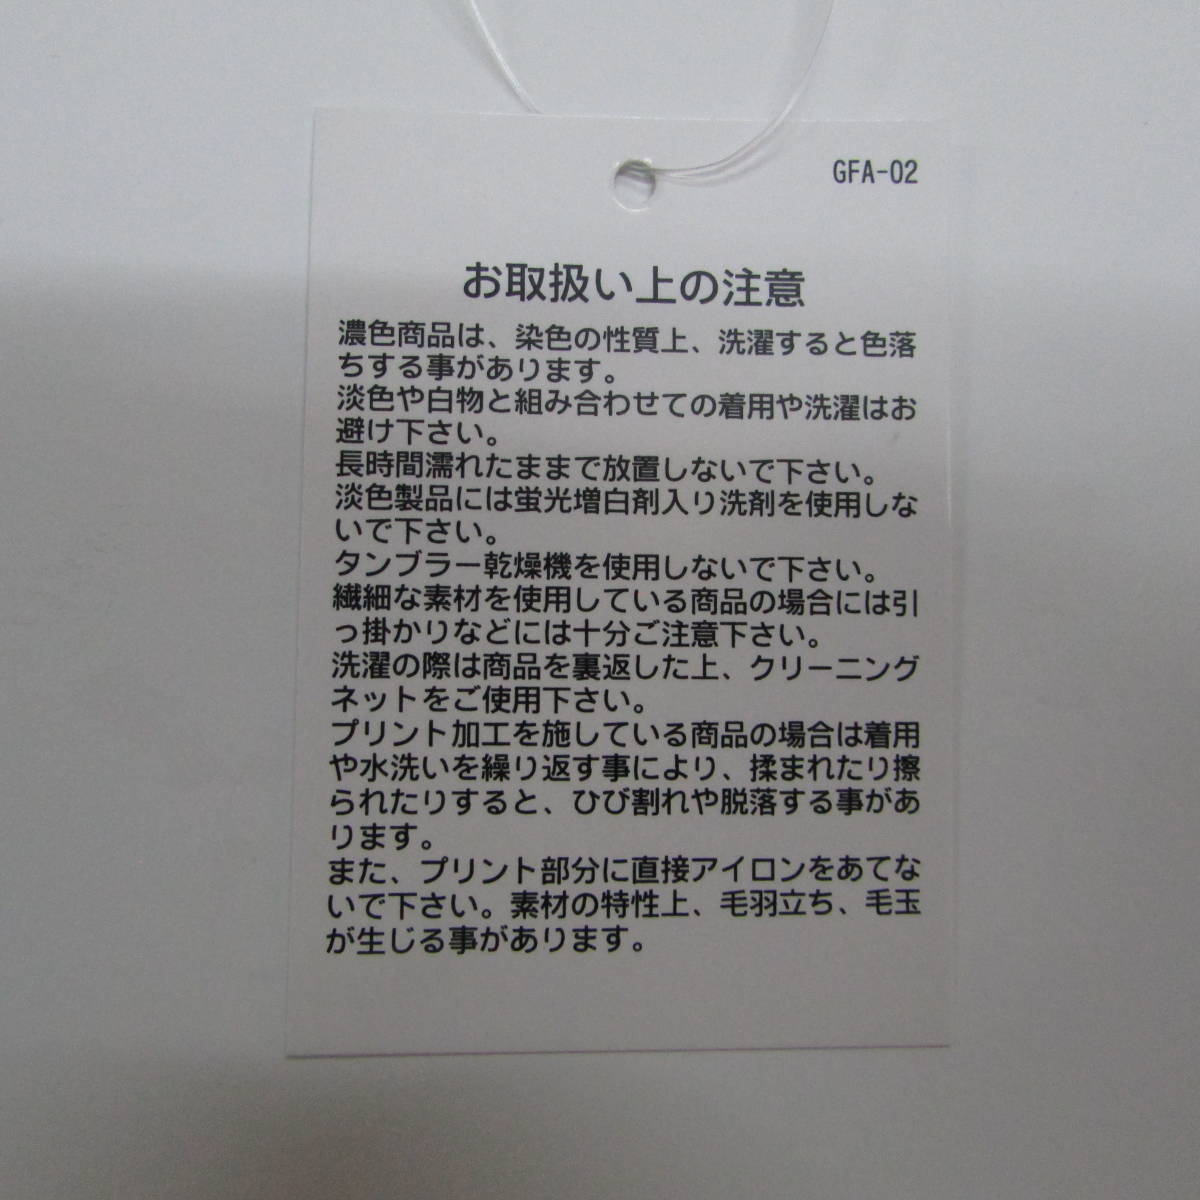 GFA-02
お取扱い上の注意
濃色商品は、染色の性質上、洗濯すると色落
ちする事があります。
淡色や白物と組み合わせての着用や洗濯はお
避け下さい。
長時間濡れたままで放置しないで下さい。
淡色製品には蛍光増白剤入り洗剤を使用しな
いで下さい。
タンブラー乾燥機を使用しないで下さい。
繊細な素材を使用している商品の場合には引
っ掛かりなどには十分ご注意下さい。
洗濯の際は商品を裏返した上、クリーニング
ネットをご使用下さい。
プリント加工を施している商品の場合は着用
や水洗いを繰り返す事により、揉まれたり擦
られたりすると、ひび割れや脱落する事があ
ります。
また、プリント部分に直接アイロンをあてな
いで下さい。素材の特性上、毛羽立ち、毛玉
が生じる事があります。